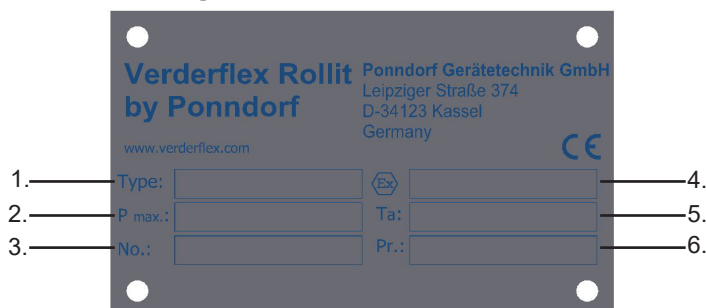 Verderflex Rollit
by Ponndorf
www.verderflex.com
Ponndorf Gerätetechnik GmbH
Leipziger Straße 374
D-34123 Kassel
Germany
CE
1. Type:
Ex
4.
2. P max.:
Ta:
5.
3. No.:
Pr.:
6.